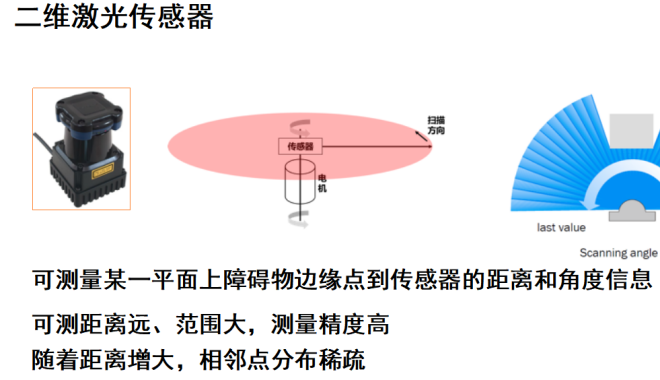 二维激光传感器
扫描
方向
传感器
电
机
last value
Scanning angle
可测量某一平面上障碍物边缘点到传感器的距离和角度信息
可测距离远、范围大，测量精度高
随着距离增大，相邻点分布稀疏